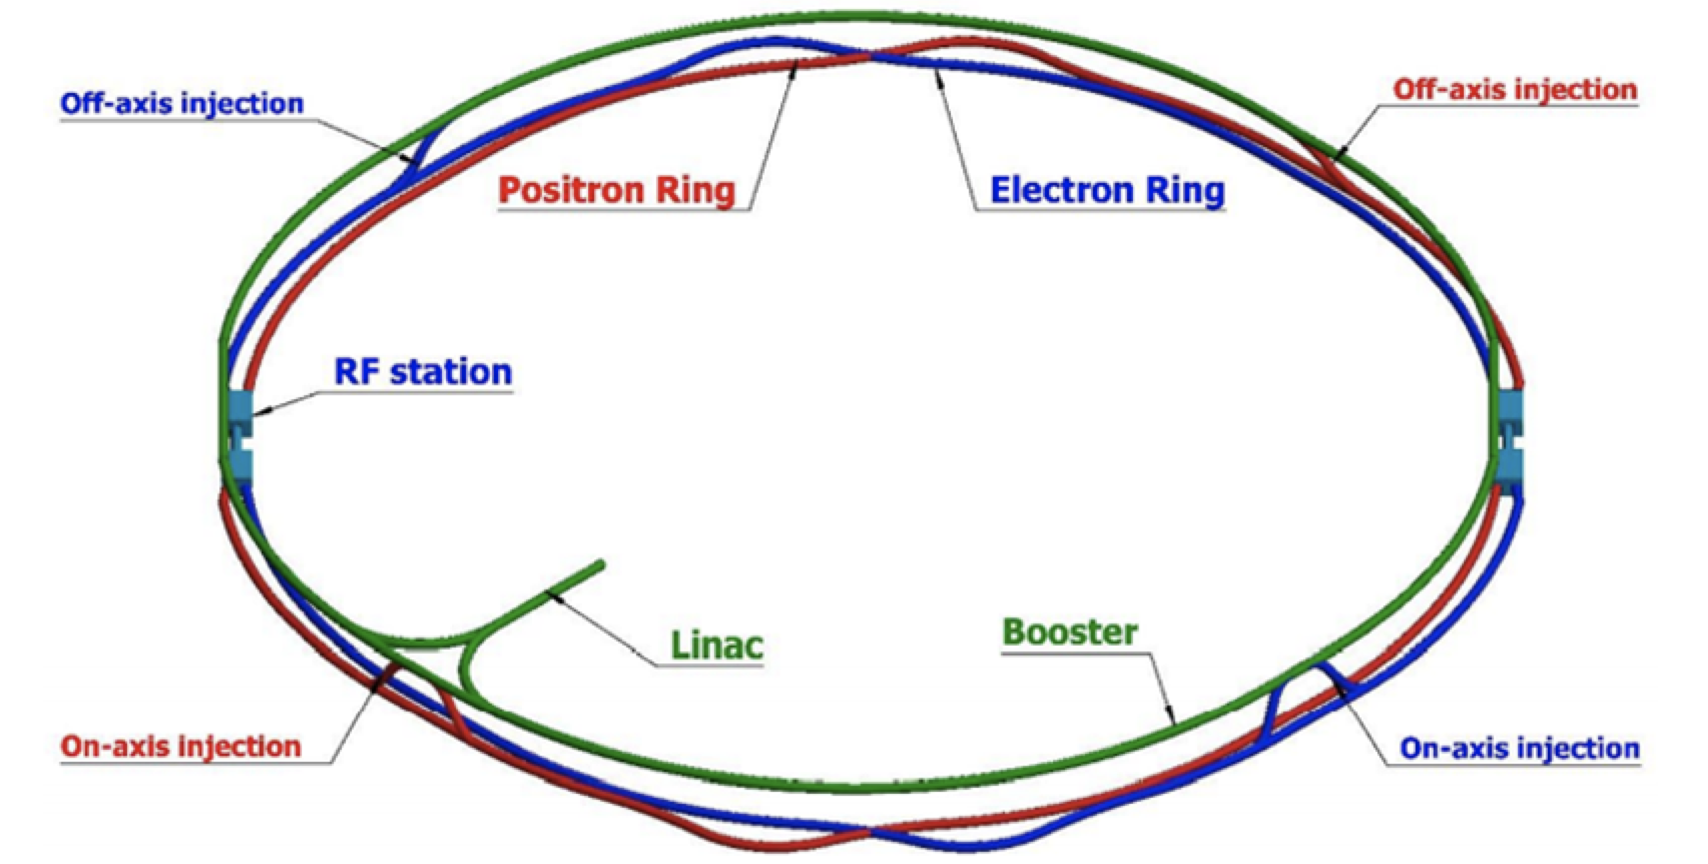 Off-axis injection
Off-axis injection
Positron Ring
Electron Ring
RF station
Linac
Booster
On-axis injection
On-axis injection